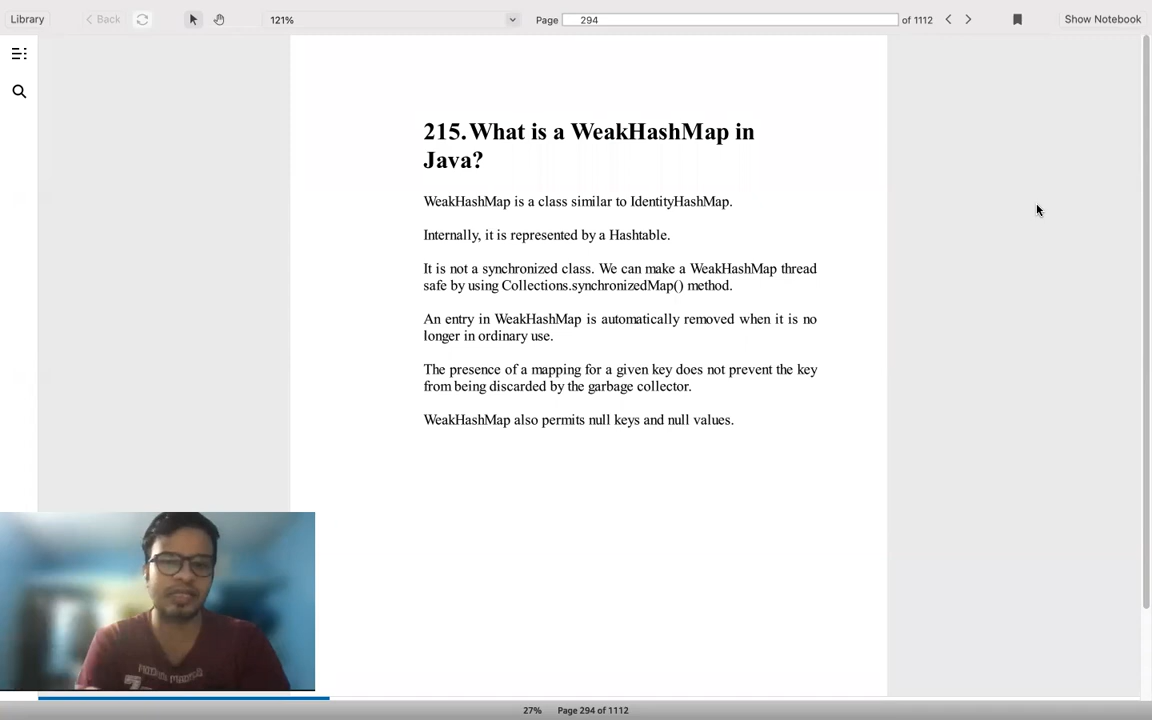 Library
Back
121%
Page 294 of 1112
Show Notebook
215. What is a WeakHashMap in
Java?
WeakHashMap is a class similar to IdentityHashMap.
Internally, it is represented by a Hashtable.
It is not a synchronized class. We can make a WeakHashMap thread
safe by using Collections.synchronizedMap() method.
An entry in WeakHashMap is automatically removed when it is no
longer in ordinary use.
The presence of a mapping for a given key does not prevent the key
from being discarded by the garbage collector.
WeakHashMap also permits null keys and null values.
27% Page 294 of 1112